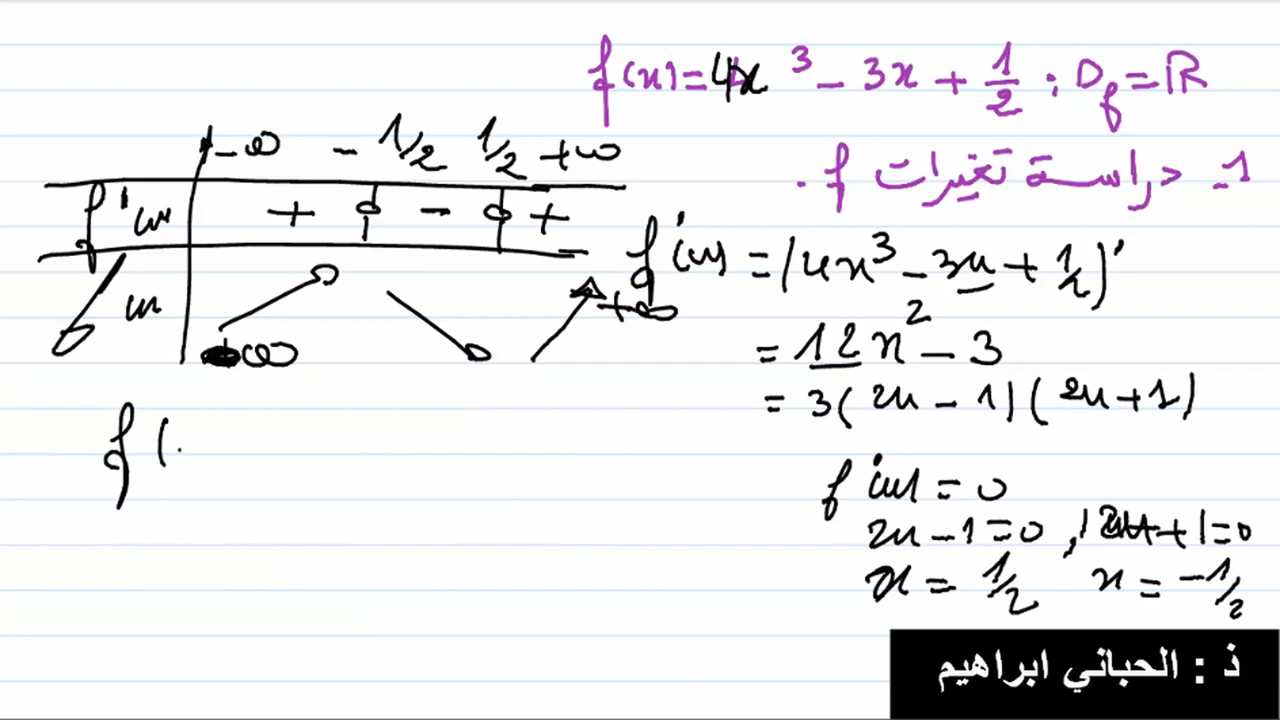 f(x)=4x³ - 3x + 1/2 ; D_f = ℝ
1. دراسة تغيرات f.
-∞ -1/2 1/2 +∞
f'(x) + 0 - 0 +
f(x) +∞ +∞
f'(x) = (4x³ - 3x + 1/2)'
= 12x² - 3
= 3(2x - 1)(2x + 1)
f'(x) = 0
2x - 1 = 0 , 2x + 1 = 0
x = 1/2 x = -1/2
f(
ذ : الحباني ابراهيم